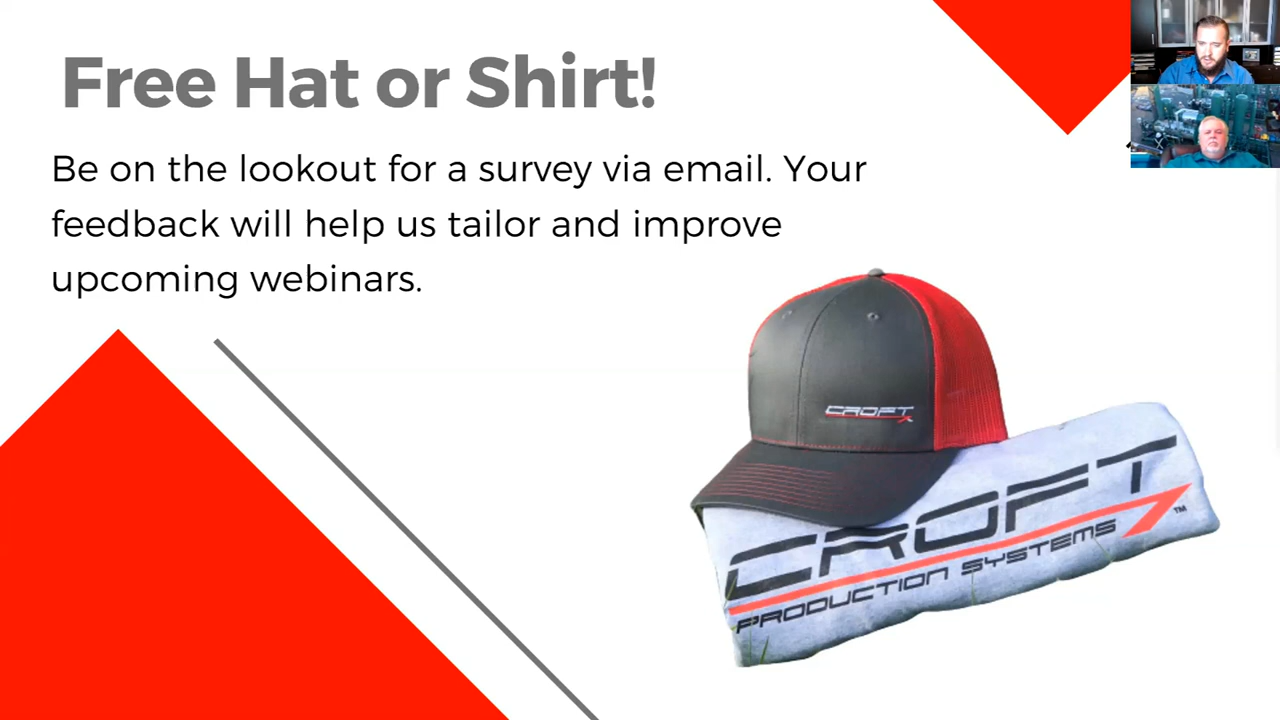 Free Hat or Shirt!
Be on the lookout for a survey via email. Your
feedback will help us tailor and improve
upcoming webinars.
CROFT
CROFT
PRODUCTION SYSTEMS
TM